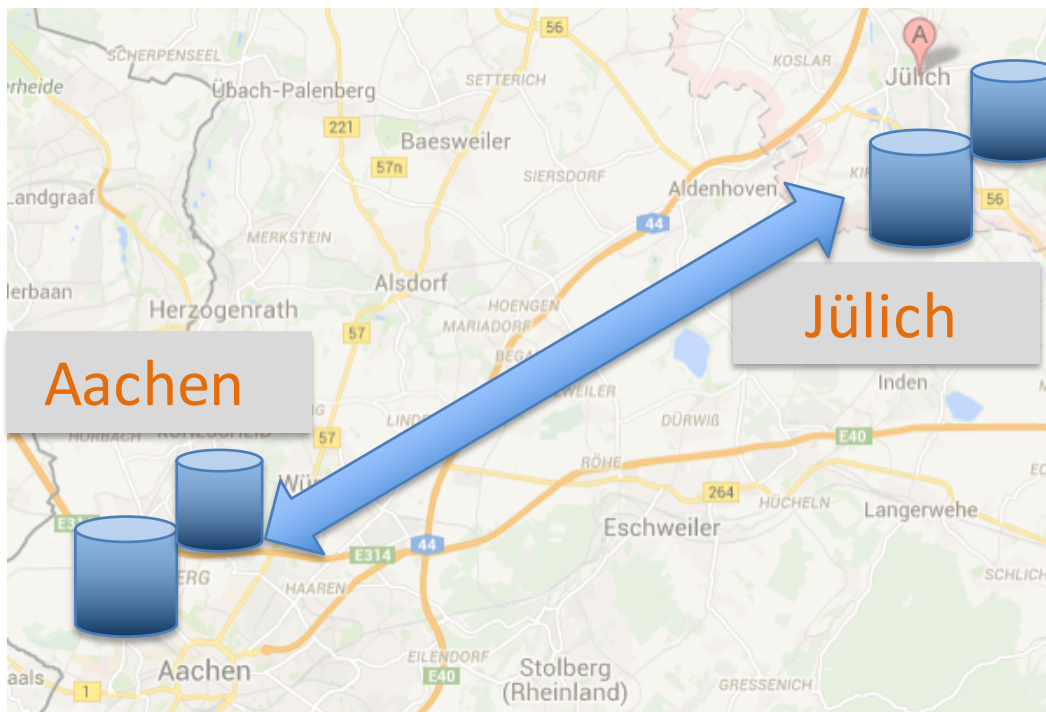 56
A
SCHERPENSEEL
KOSLAR
SETTERICH
Jülich
erheide
Übach-Palenberg
221
Baesweiler
57n
SIERSDORF
Aldenhoven
56
Landgraaf
44
MERKSTEIN
Alsdorf
Herzogenrath
HOENGEN
MARIADORF
57
Jülich
Aachen
Inden
DÜRWIß
HORBACH
KOHLSCHEID
57
E40
RÖHE
264
HÜCHELN
Langerwehe
Eschweiler
44
E314
HAAREN
EILENDORF
Aachen
E40
Stolberg
(Rheinland)
GRESSENICH
1